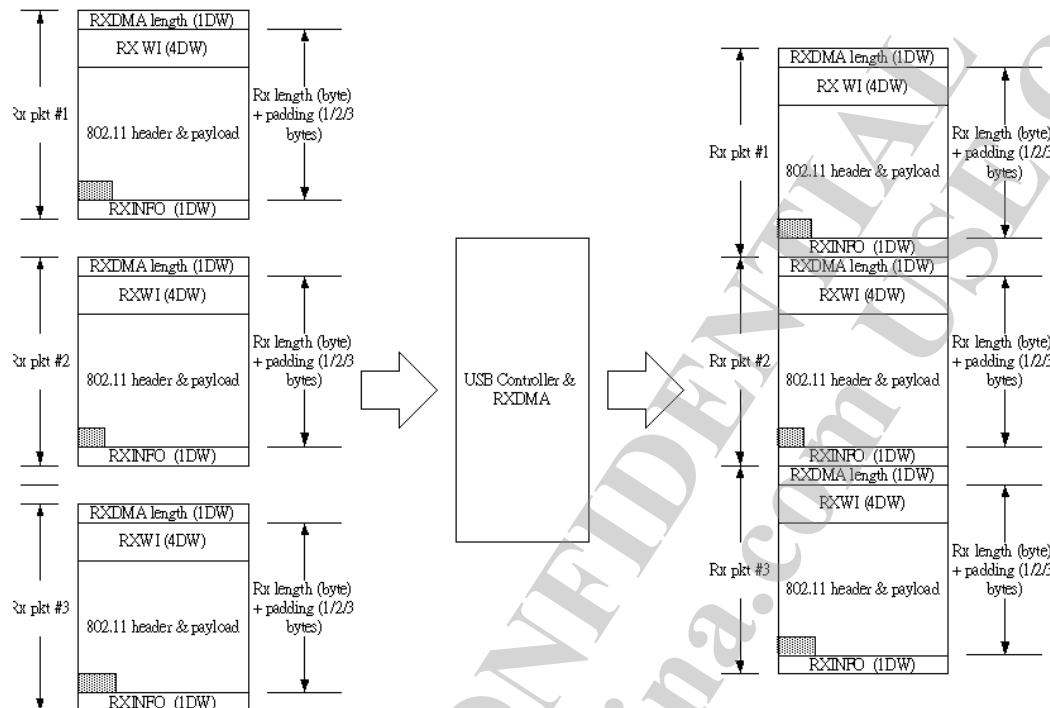 RXDMA length (1DW)
RX WI (4DW)
Rx pkt #1
802.11 header & payload
Rx length (byte)
+ padding (1/2/3
bytes)
RXINFO (1DW)
RXDMA length (1DW)
RXWI (4DW)
Rx pkt #2
802.11 header & payload
Rx length (byte)
+ padding (1/2/3
bytes)
RXINFO (1DW)
RXDMA length (1DW)
RXWI (4DW)
Rx pkt #3
802.11 header & payload
Rx length (byte)
+ padding (1/2/3
bytes)
RXINFO (1DW)
USB Controller &
RXDMA
RXDMA length (1DW)
RX WI (4DW)
Rx pkt #1
802.11 header & payload
Rx length (byte)
+ padding (1/2/3
bytes)
RXINFO (1DW)
RXDMA length (1DW)
RXWI (4DW)
Rx pkt #2
802.11 header & payload
Rx length (byte)
+ padding (1/2/3
bytes)
RXINFO (1DW)
RXDMA length (1DW)
RXWI (4DW)
Rx pkt #3
802.11 header & payload
Rx length (byte)
+ padding (1/2/3
bytes)
RXINFO (1DW)
ONFIDENTIAL
ina.com USE